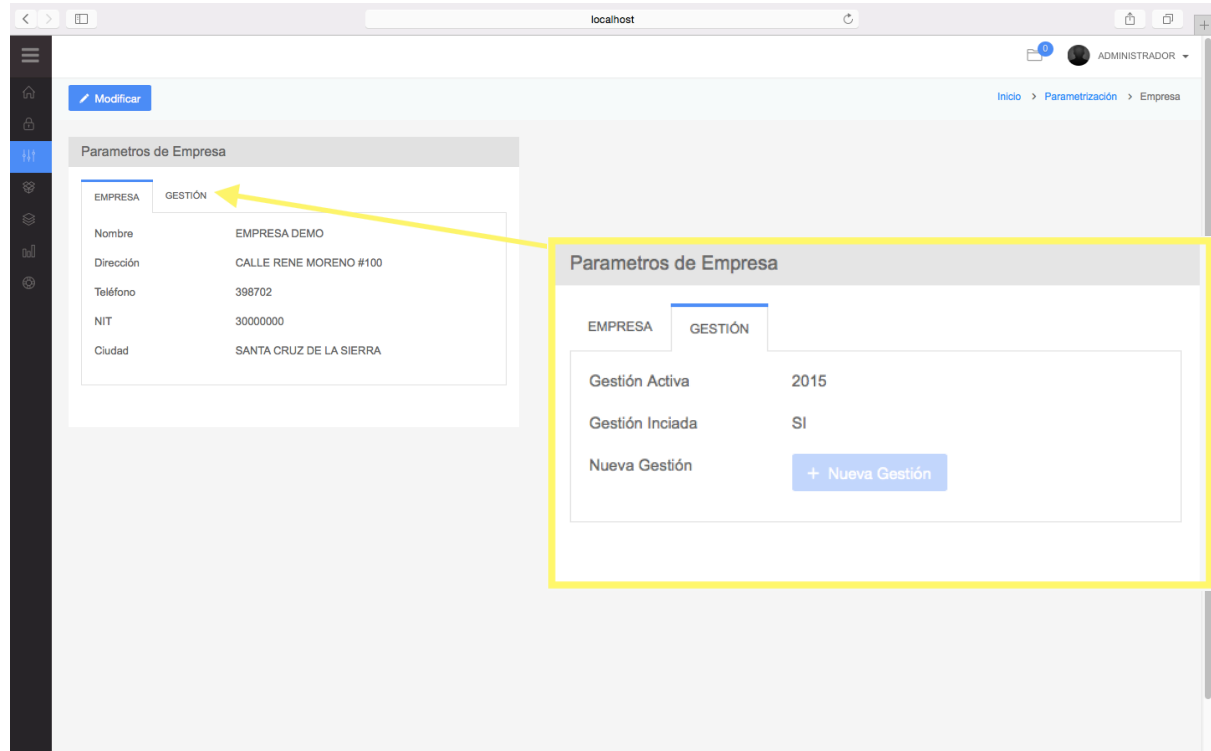 localhost
0
ADMINISTRADOR
Modificar
Inicio > Parametrización > Empresa
Parametros de Empresa
EMPRESA GESTIÓN
Nombre EMPRESA DEMO
Dirección CALLE RENE MORENO #100
Teléfono 398702
NIT 30000000
Ciudad SANTA CRUZ DE LA SIERRA
Parametros de Empresa
EMPRESA GESTIÓN
Gestión Activa 2015
Gestión Inciada SI
Nueva Gestión + Nueva Gestión